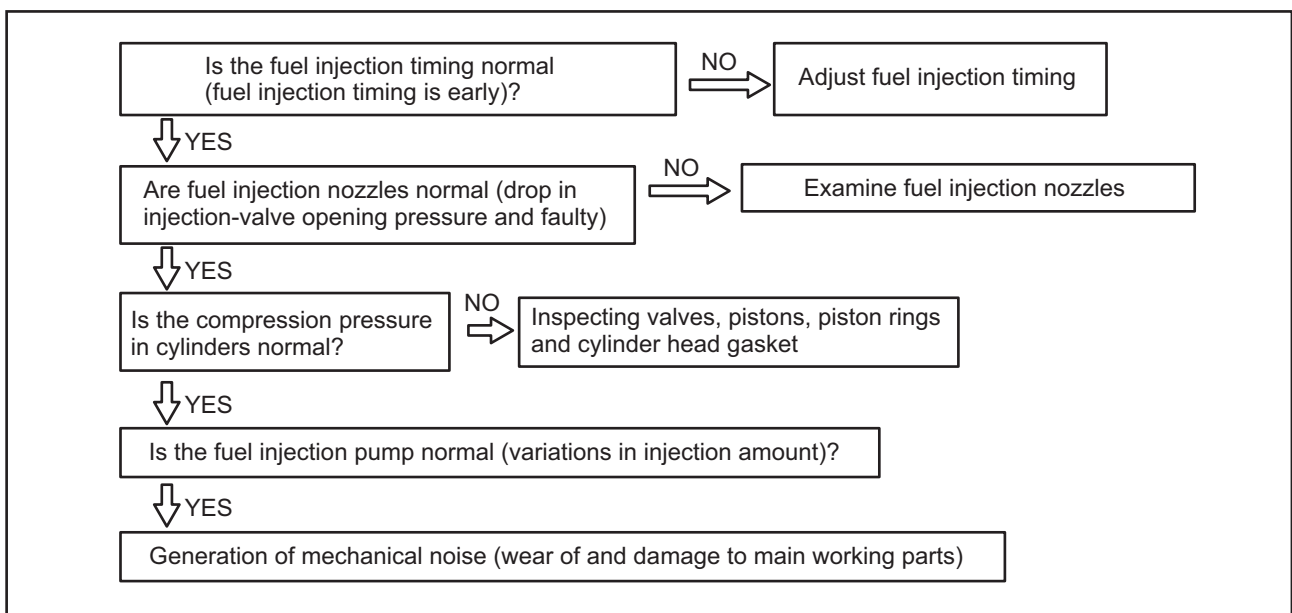 Is the fuel injection timing normal
(fuel injection timing is early)?
NO
Adjust fuel injection timing
YES
Are fuel injection nozzles normal (drop in
injection-valve opening pressure and faulty)
NO
Examine fuel injection nozzles
YES
Is the compression pressure
in cylinders normal?
NO
Inspecting valves, pistons, piston rings
and cylinder head gasket
YES
Is the fuel injection pump normal (variations in injection amount)?
YES
Generation of mechanical noise (wear of and damage to main working parts)